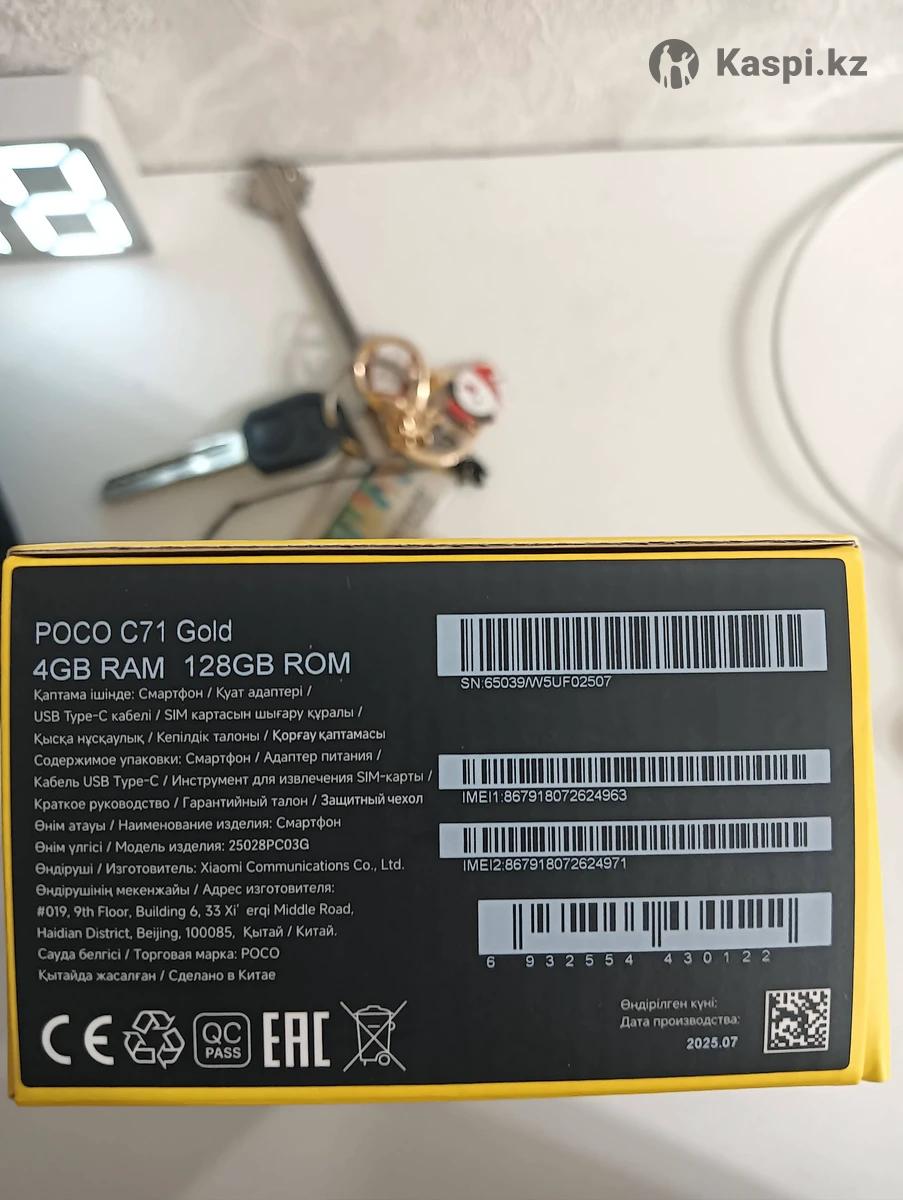 Kaspi.kz
8
POCO C71 Gold
4GB RAM 128GB ROM
Қаптама ішінде: Смартфон / Қуат адаптері /
USB Type-C кабелі / SIM картасын шығару құралы /
Қысқа нұсқаулық / Кепілдік талоны / Қорғау қаптамасы
Содержимое упаковки: Смартфон / Адаптер питания /
Кабель USB Type-C / Инструмент для извлечения SIM-карты /
Краткое руководство / Гарантийный талон / Защитный чехол
Өнім атауы / Наименование изделия: Смартфон
Өнім үлгісі / Модель изделия: 25028PC03G
Өндіруші / Изготовитель: Xiaomi Communications Co., Ltd.
Өндірушінің мекенжайы / Адрес изготовителя:
#019, 9th Floor, Building 6, 33 Xi' erqi Middle Road,
Haidian District, Beijing, 100085, Қытай / Китай.
Сауда белгісі / Торговая марка: POCO
Қытайда жасалған / Сделано в Китае
CE
QC
PASS
EAC
SN:65039/W5UF02507
IMEI1:867918072624963
IMEI2:867918072624971
6 932554 430122
Өндірілген күні:
Дата производства:
2025.07